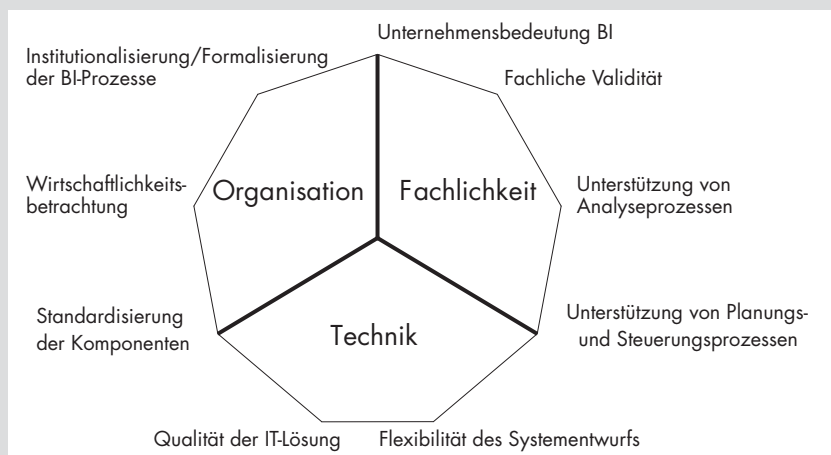 Unternehmensbedeutung BI
Institutionalisierung/Formalisierung
der BI-Prozesse
Fachliche Validität
Wirtschaftlichkeits-
betrachtung
Organisation
Fachlichkeit
Unterstützung von
Analyseprozessen
Standardisierung
der Komponenten
Technik
Unterstützung von Planungs-
und Steuerungsprozessen
Qualität der IT-Lösung
Flexibilität des Systementwurfs